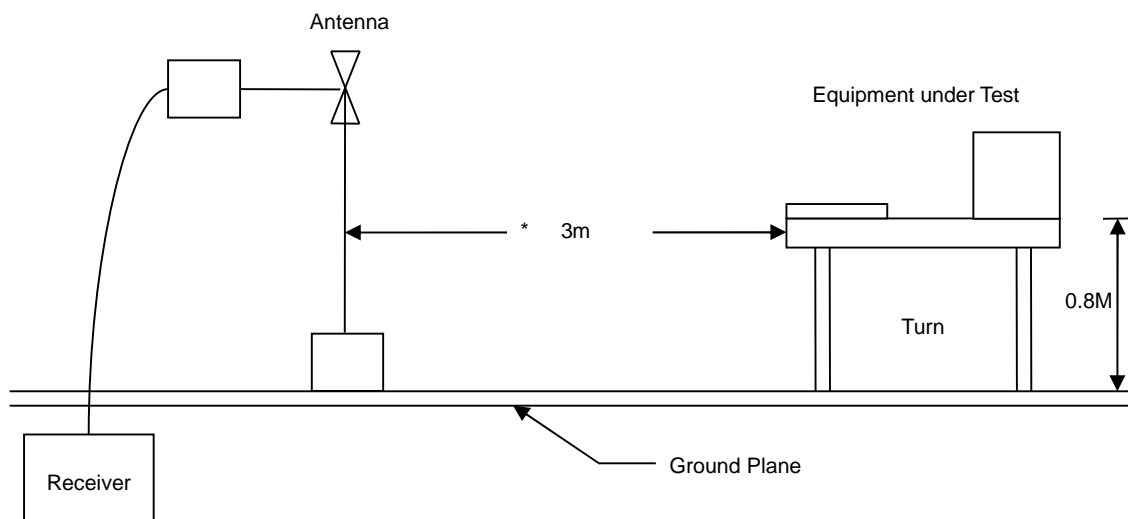 Antenna
Equipment under Test
* 3m
0.8M
Turn
Ground Plane
Receiver